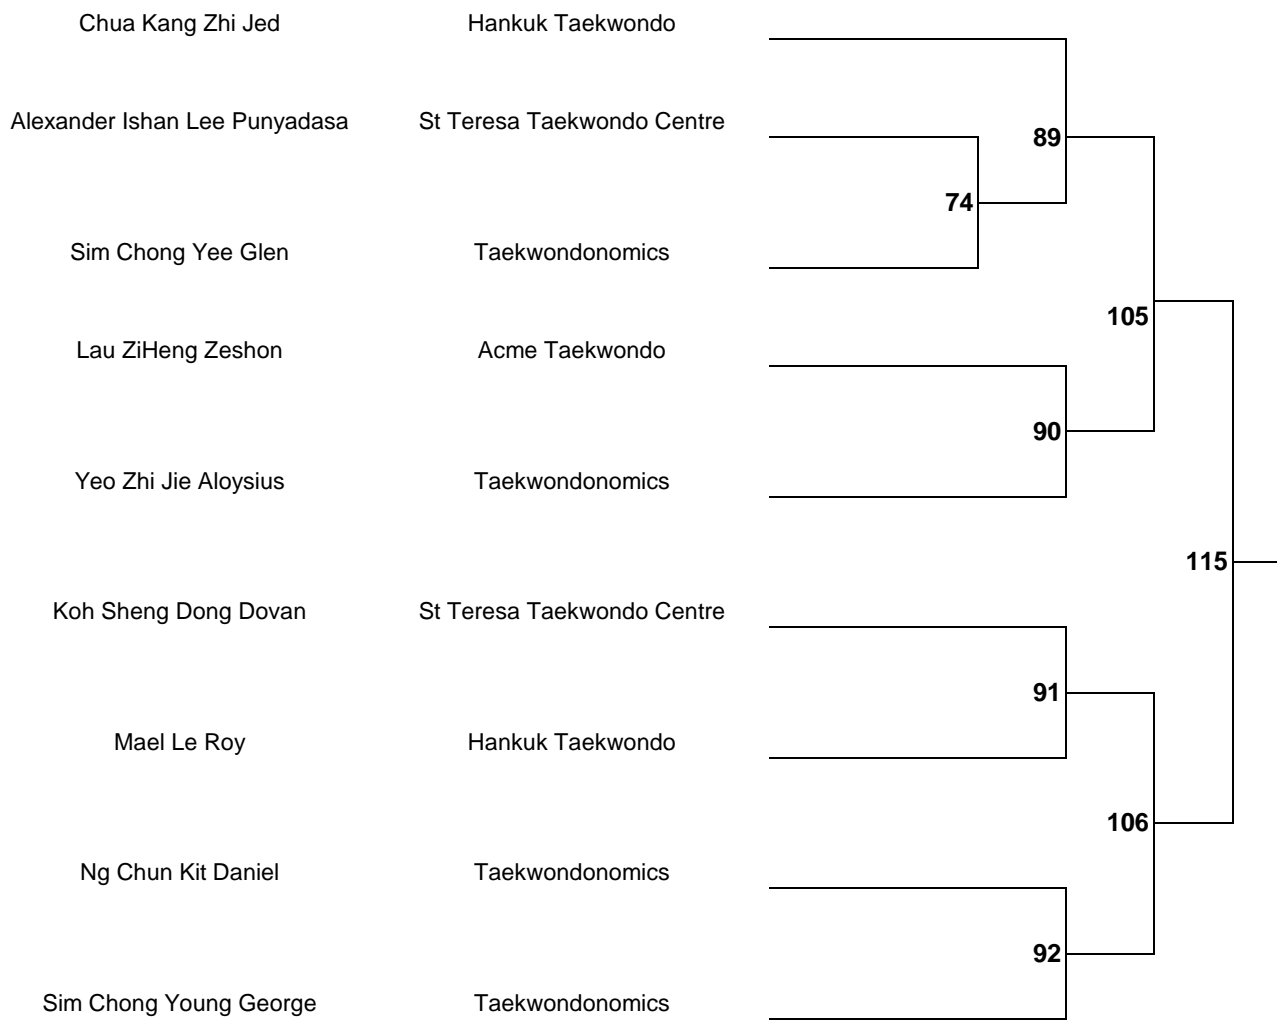 Chua Kang Zhi Jed Hankuk Taekwondo
Alexander Ishan Lee Punyadasa St Teresa Taekwondo Centre
89
74
Sim Chong Yee Glen Taekwondonomics
105
Lau ZiHeng Zeshon Acme Taekwondo
90
Yeo Zhi Jie Aloysius Taekwondonomics
115
Koh Sheng Dong Dovan St Teresa Taekwondo Centre
91
Mael Le Roy Hankuk Taekwondo
106
Ng Chun Kit Daniel Taekwondonomics
92
Sim Chong Young George Taekwondonomics